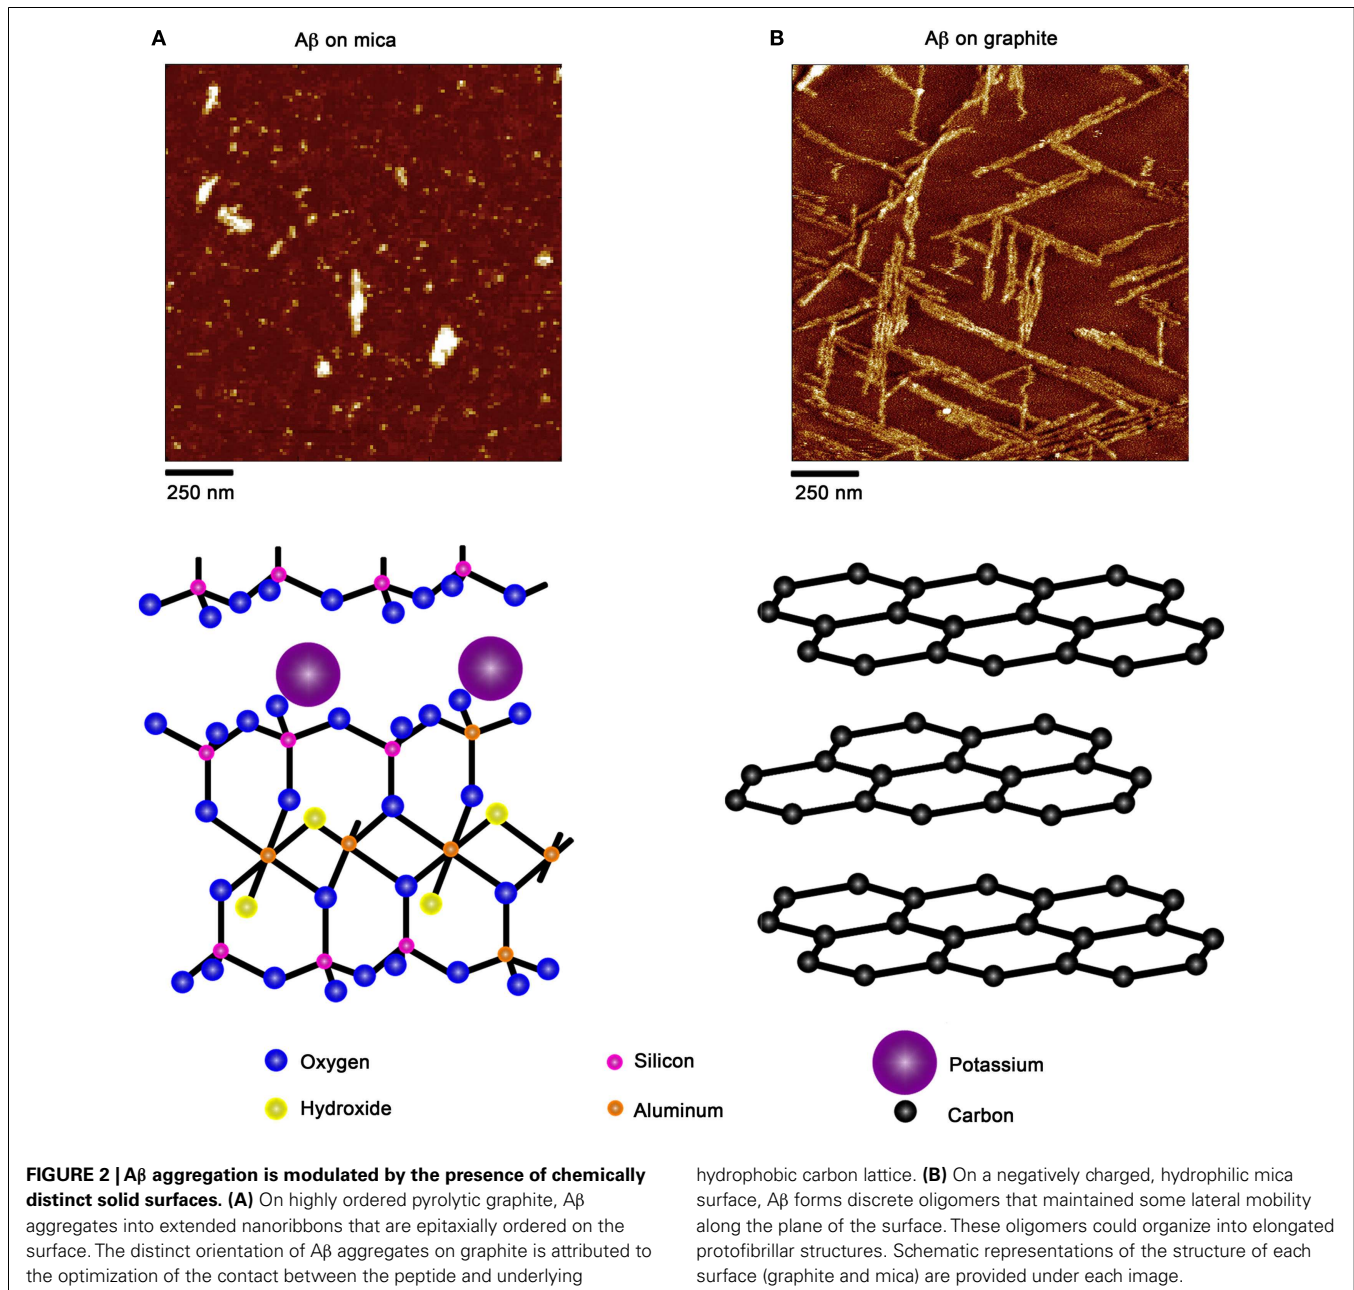 A
Aβ on mica
B
Aβ on graphite
250 nm
250 nm
Oxygen
Silicon
Potassium
Hydroxide
Aluminum
Carbon
FIGURE 2 | Aβ aggregation is modulated by the presence of chemically
distinct solid surfaces. (A) On highly ordered pyrolytic graphite, Aβ
aggregates into extended nanoribbons that are epitaxially ordered on the
surface. The distinct orientation of Aβ aggregates on graphite is attributed to
the optimization of the contact between the peptide and underlying
hydrophobic carbon lattice. (B) On a negatively charged, hydrophilic mica
surface, Aβ forms discrete oligomers that maintained some lateral mobility
along the plane of the surface. These oligomers could organize into elongated
protofibrillar structures. Schematic representations of the structure of each
surface (graphite and mica) are provided under each image.